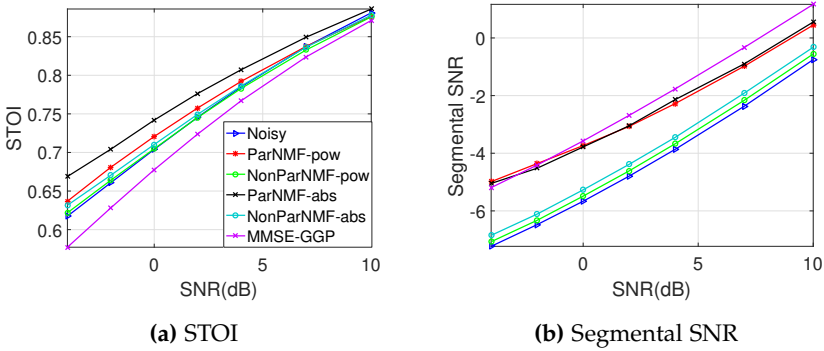 STOI
0.85
0.8
0.75
0.7
0.65
0.6
0
5
10
SNR(dB)
Noisy
ParNMF-pow
NonParNMF-pow
ParNMF-abs
NonParNMF-abs
MMSE-GGP
(a) STOI
Segmental SNR
0
-2
-4
-6
0
5
10
SNR(dB)
(b) Segmental SNR